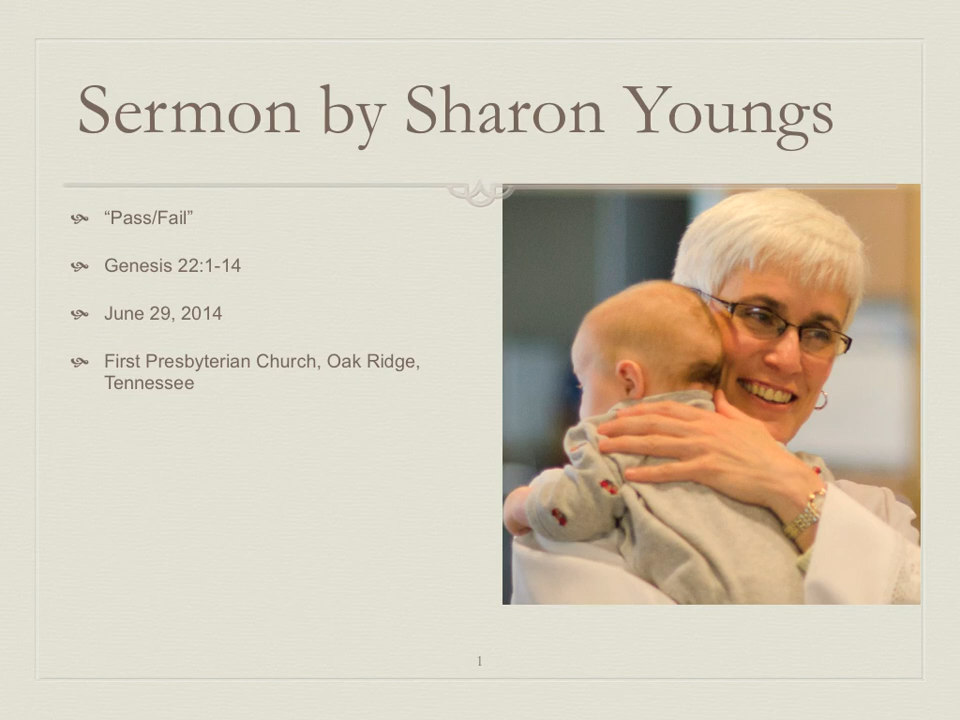 Sermon by Sharon Youngs
“Pass/Fail”
Genesis 22:1-14
June 29, 2014
First Presbyterian Church, Oak Ridge,
Tennessee
1